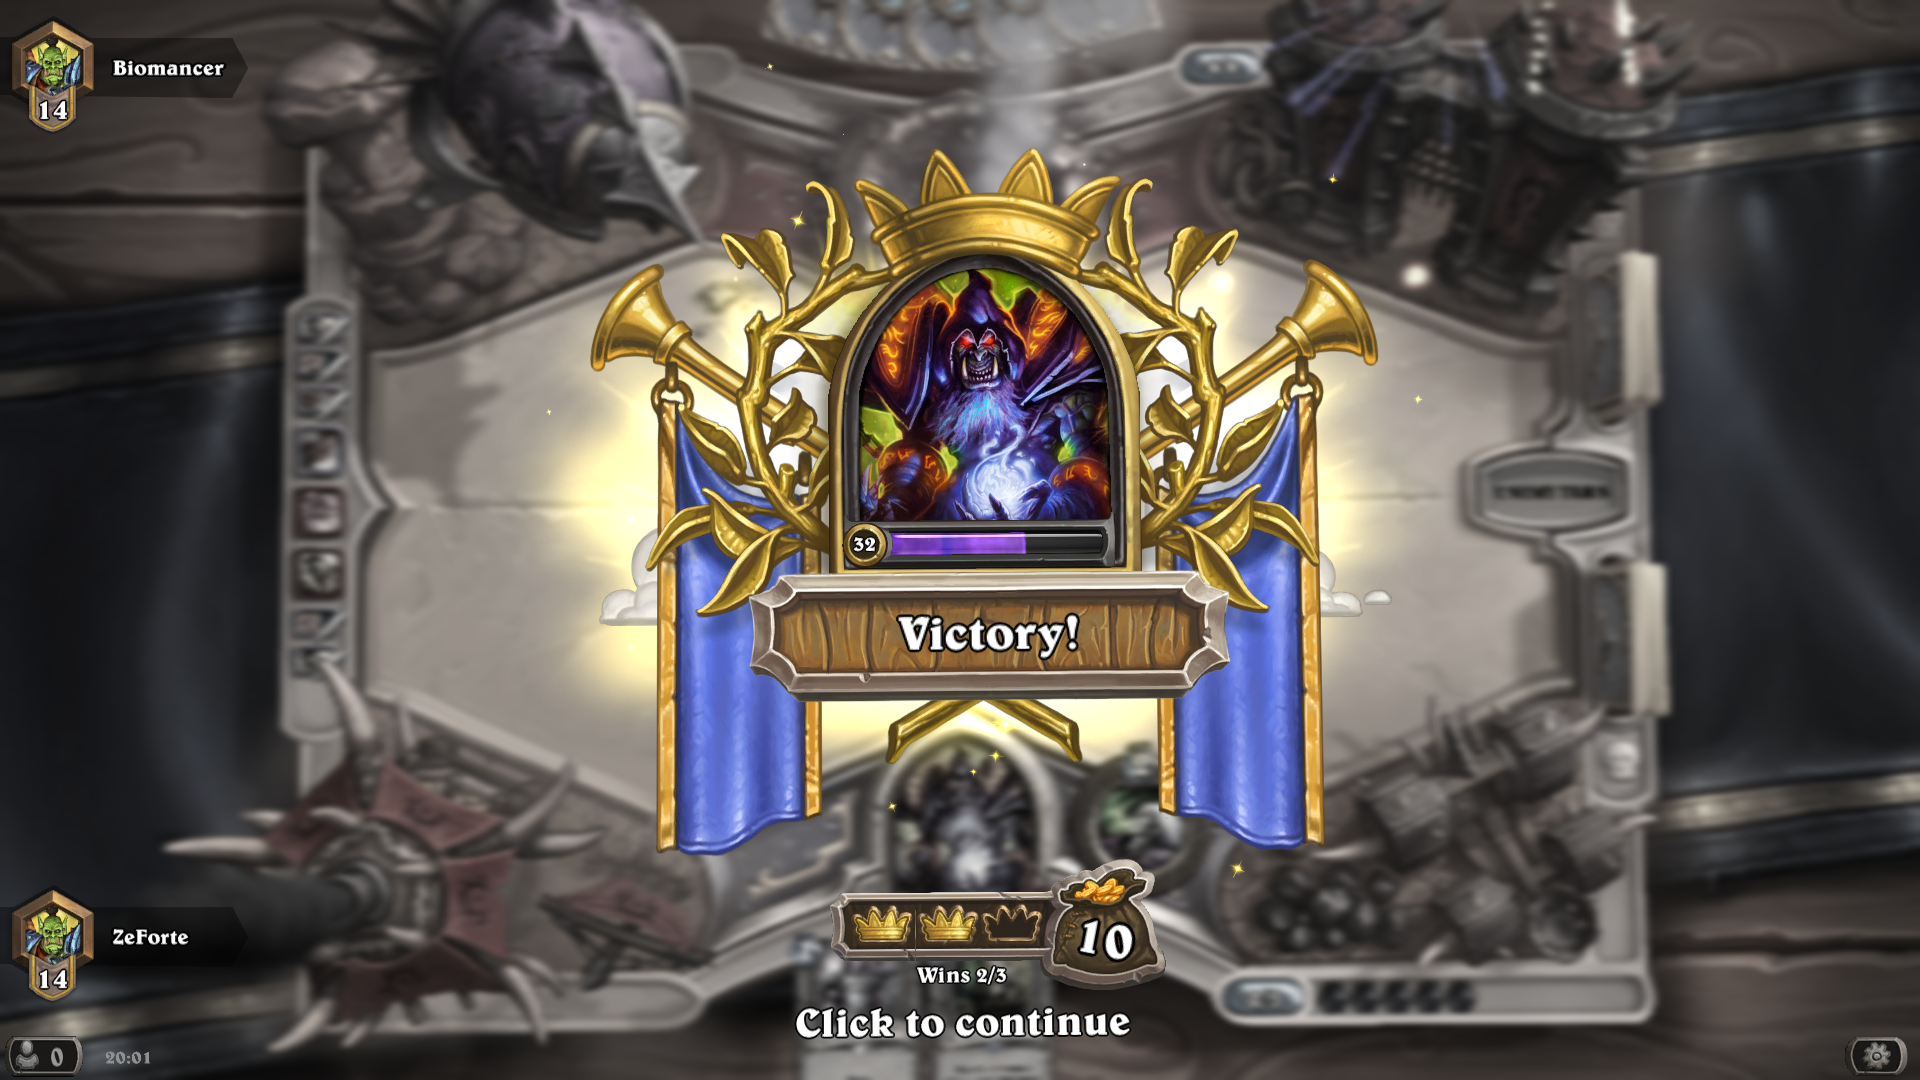 Biomancer
14
32
Victory!
ZeForte
14
10
Wins 2/3
Click to continue
0
20:01